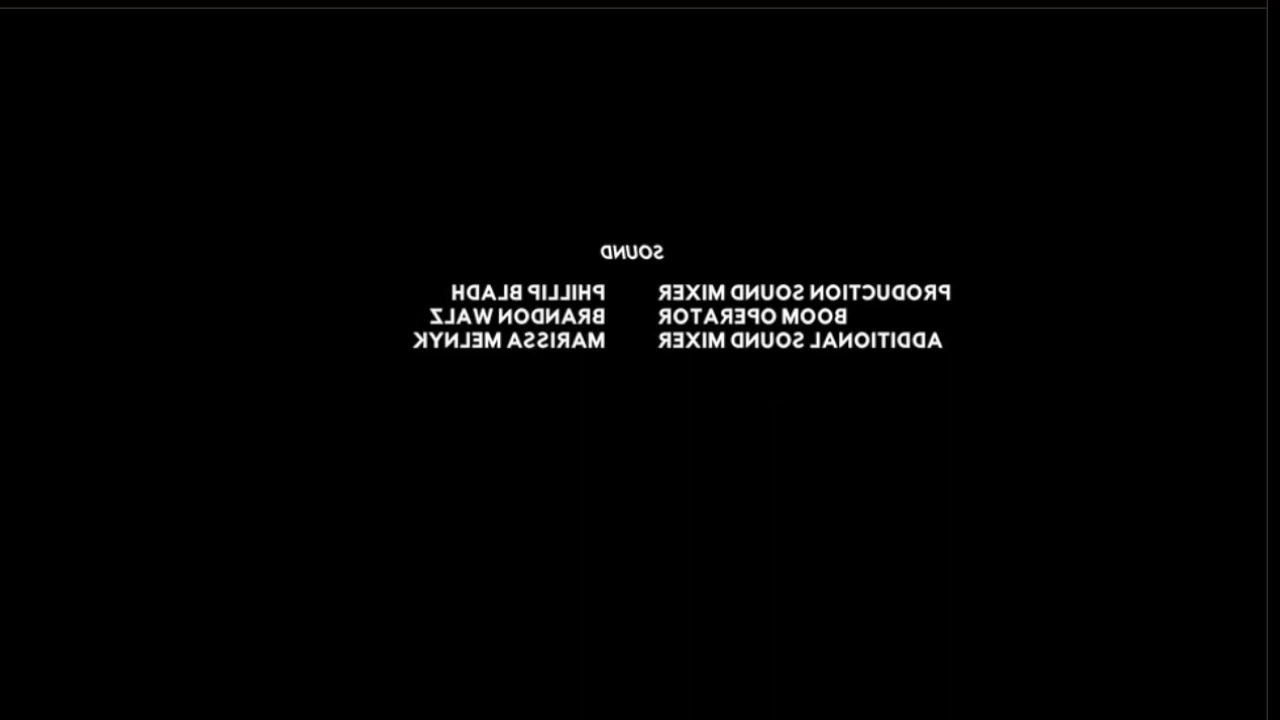 SOUND
PRODUCTION SOUND MIXER PHILLIP BLADH
BOOM OPERATOR BRANDON WALZ
ADDITIONAL SOUND MIXER MARISSA MELNYK